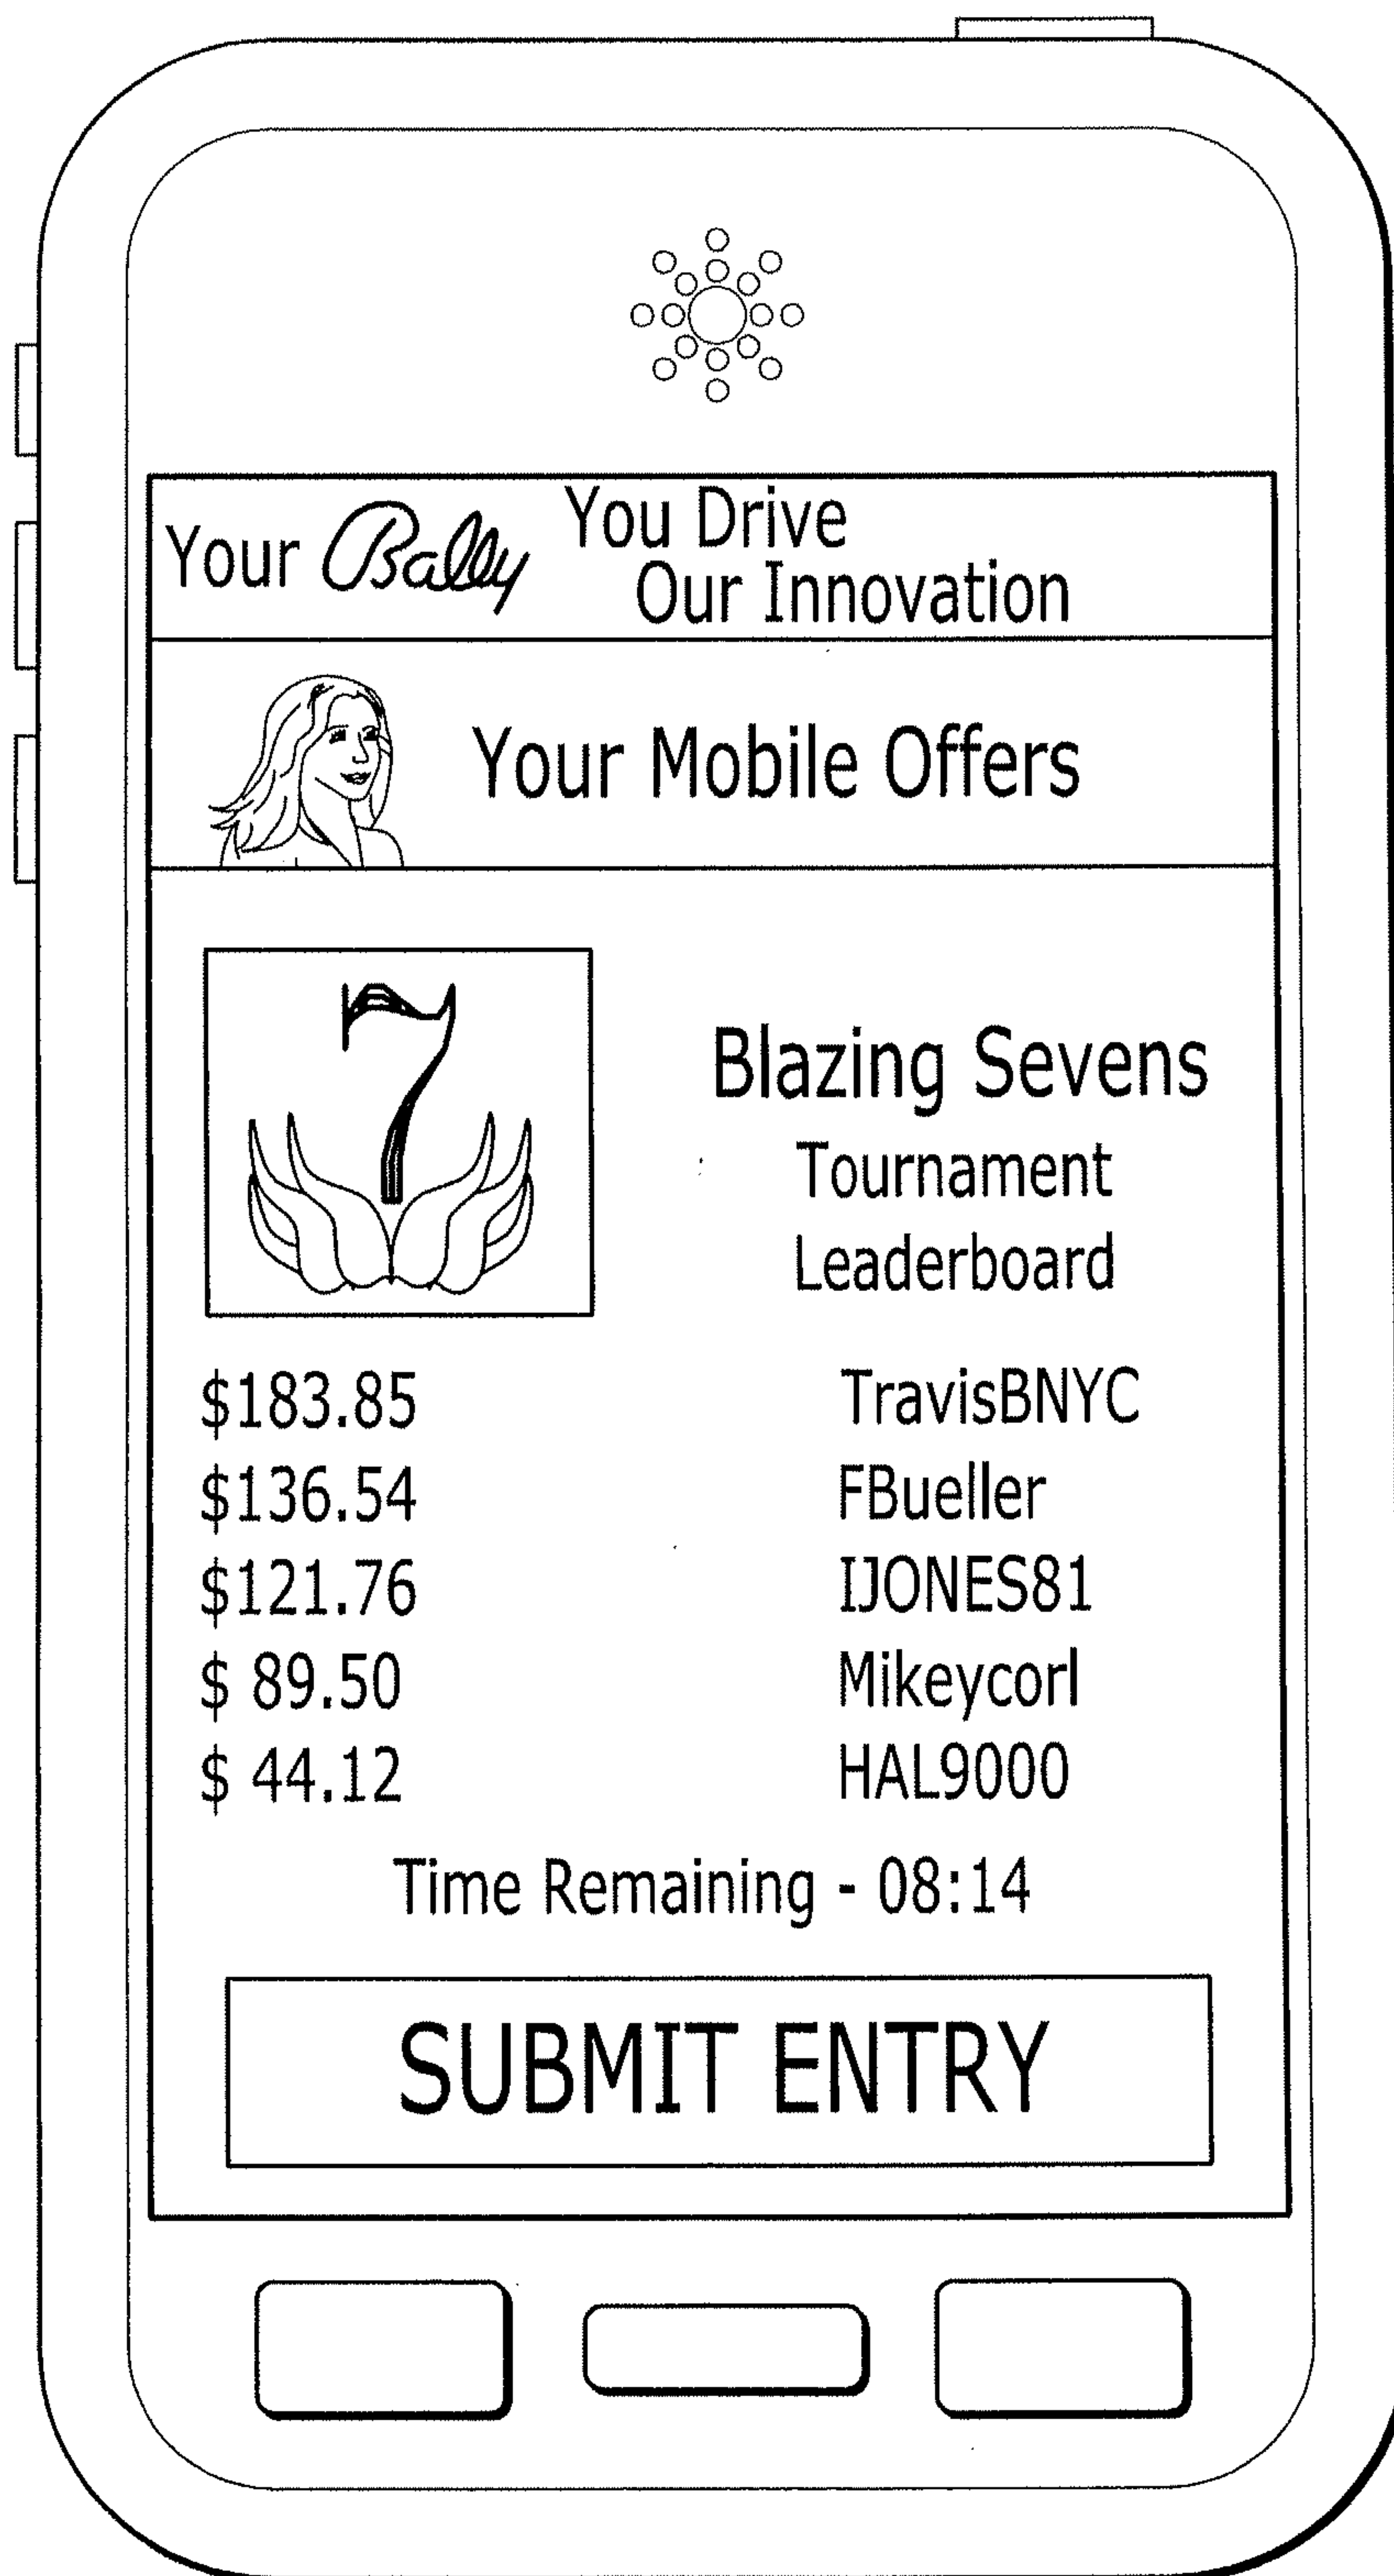 Your Bally You Drive
Our Innovation
Your Mobile Offers
7
Blazing Sevens
Tournament
Leaderboard
$183.85 TravisBNYC
$136.54 FBueller
$121.76 IJONES81
$ 89.50 Mikeycorl
$ 44.12 HAL9000
Time Remaining - 08:14
SUBMIT ENTRY